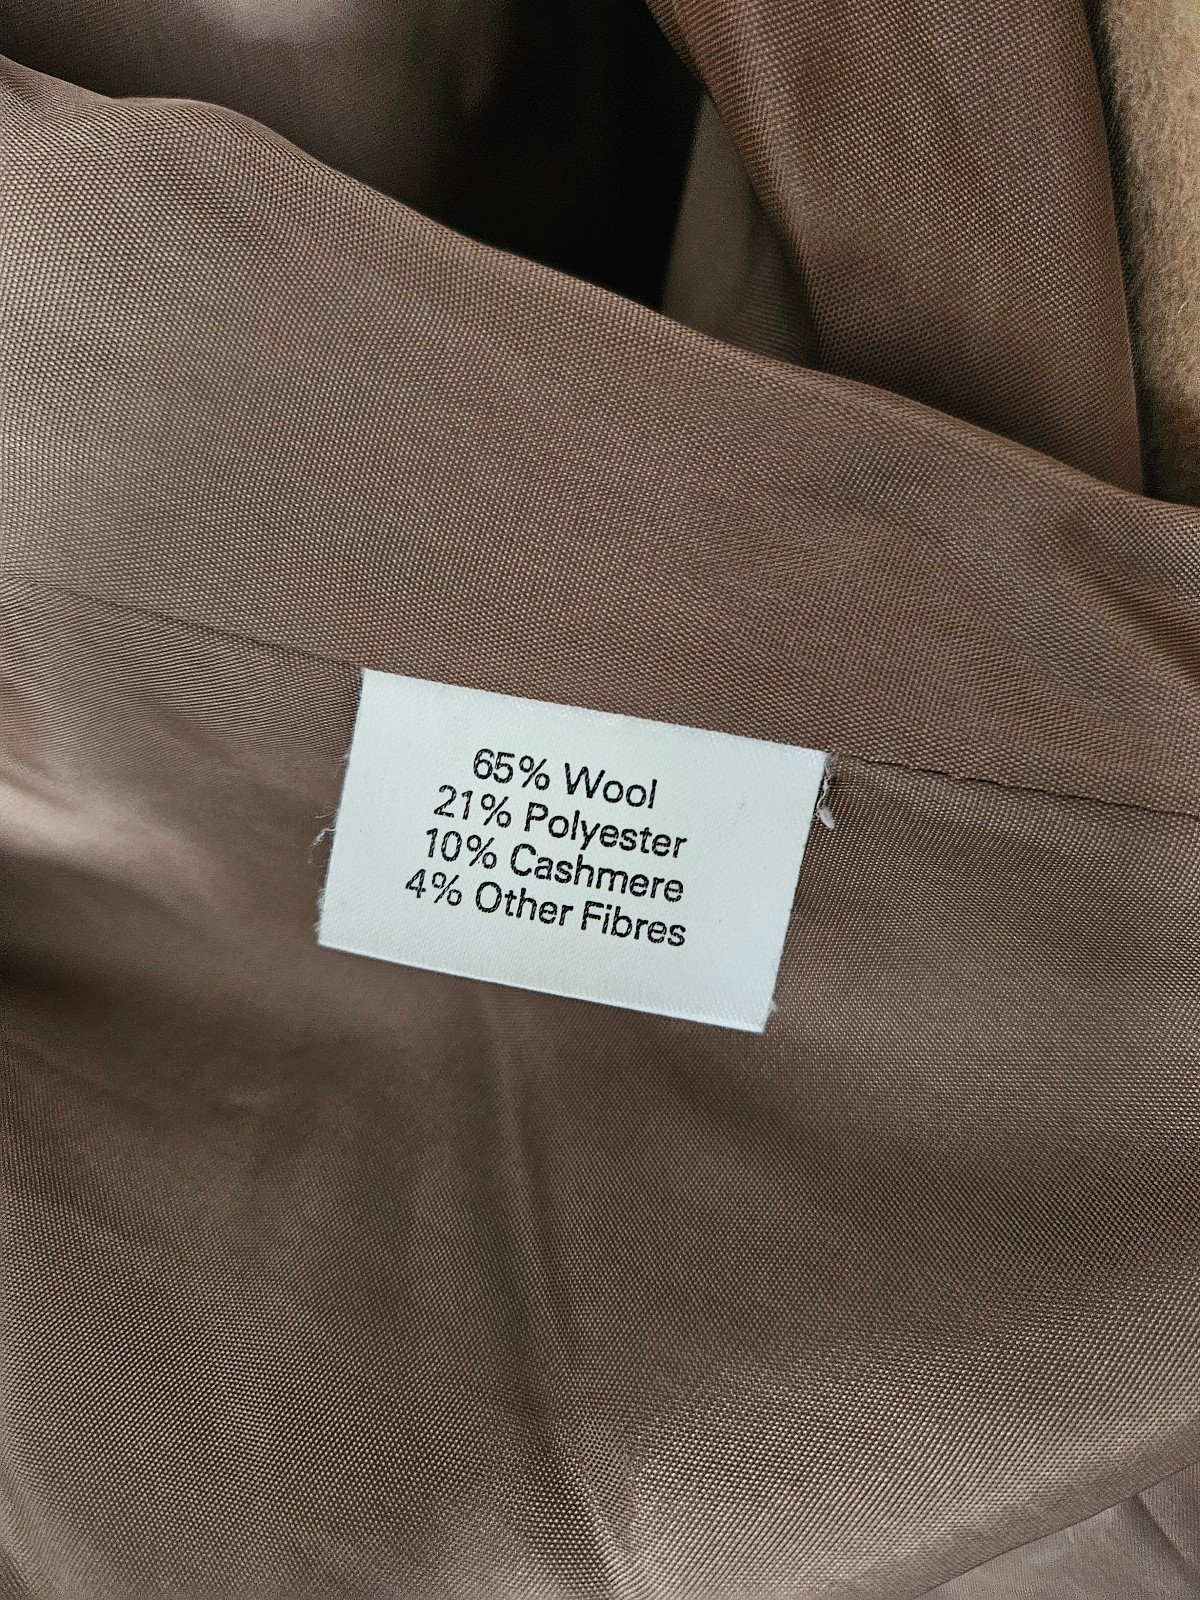 65% Wool
21% Polyester
10% Cashmere
4% Other Fibres